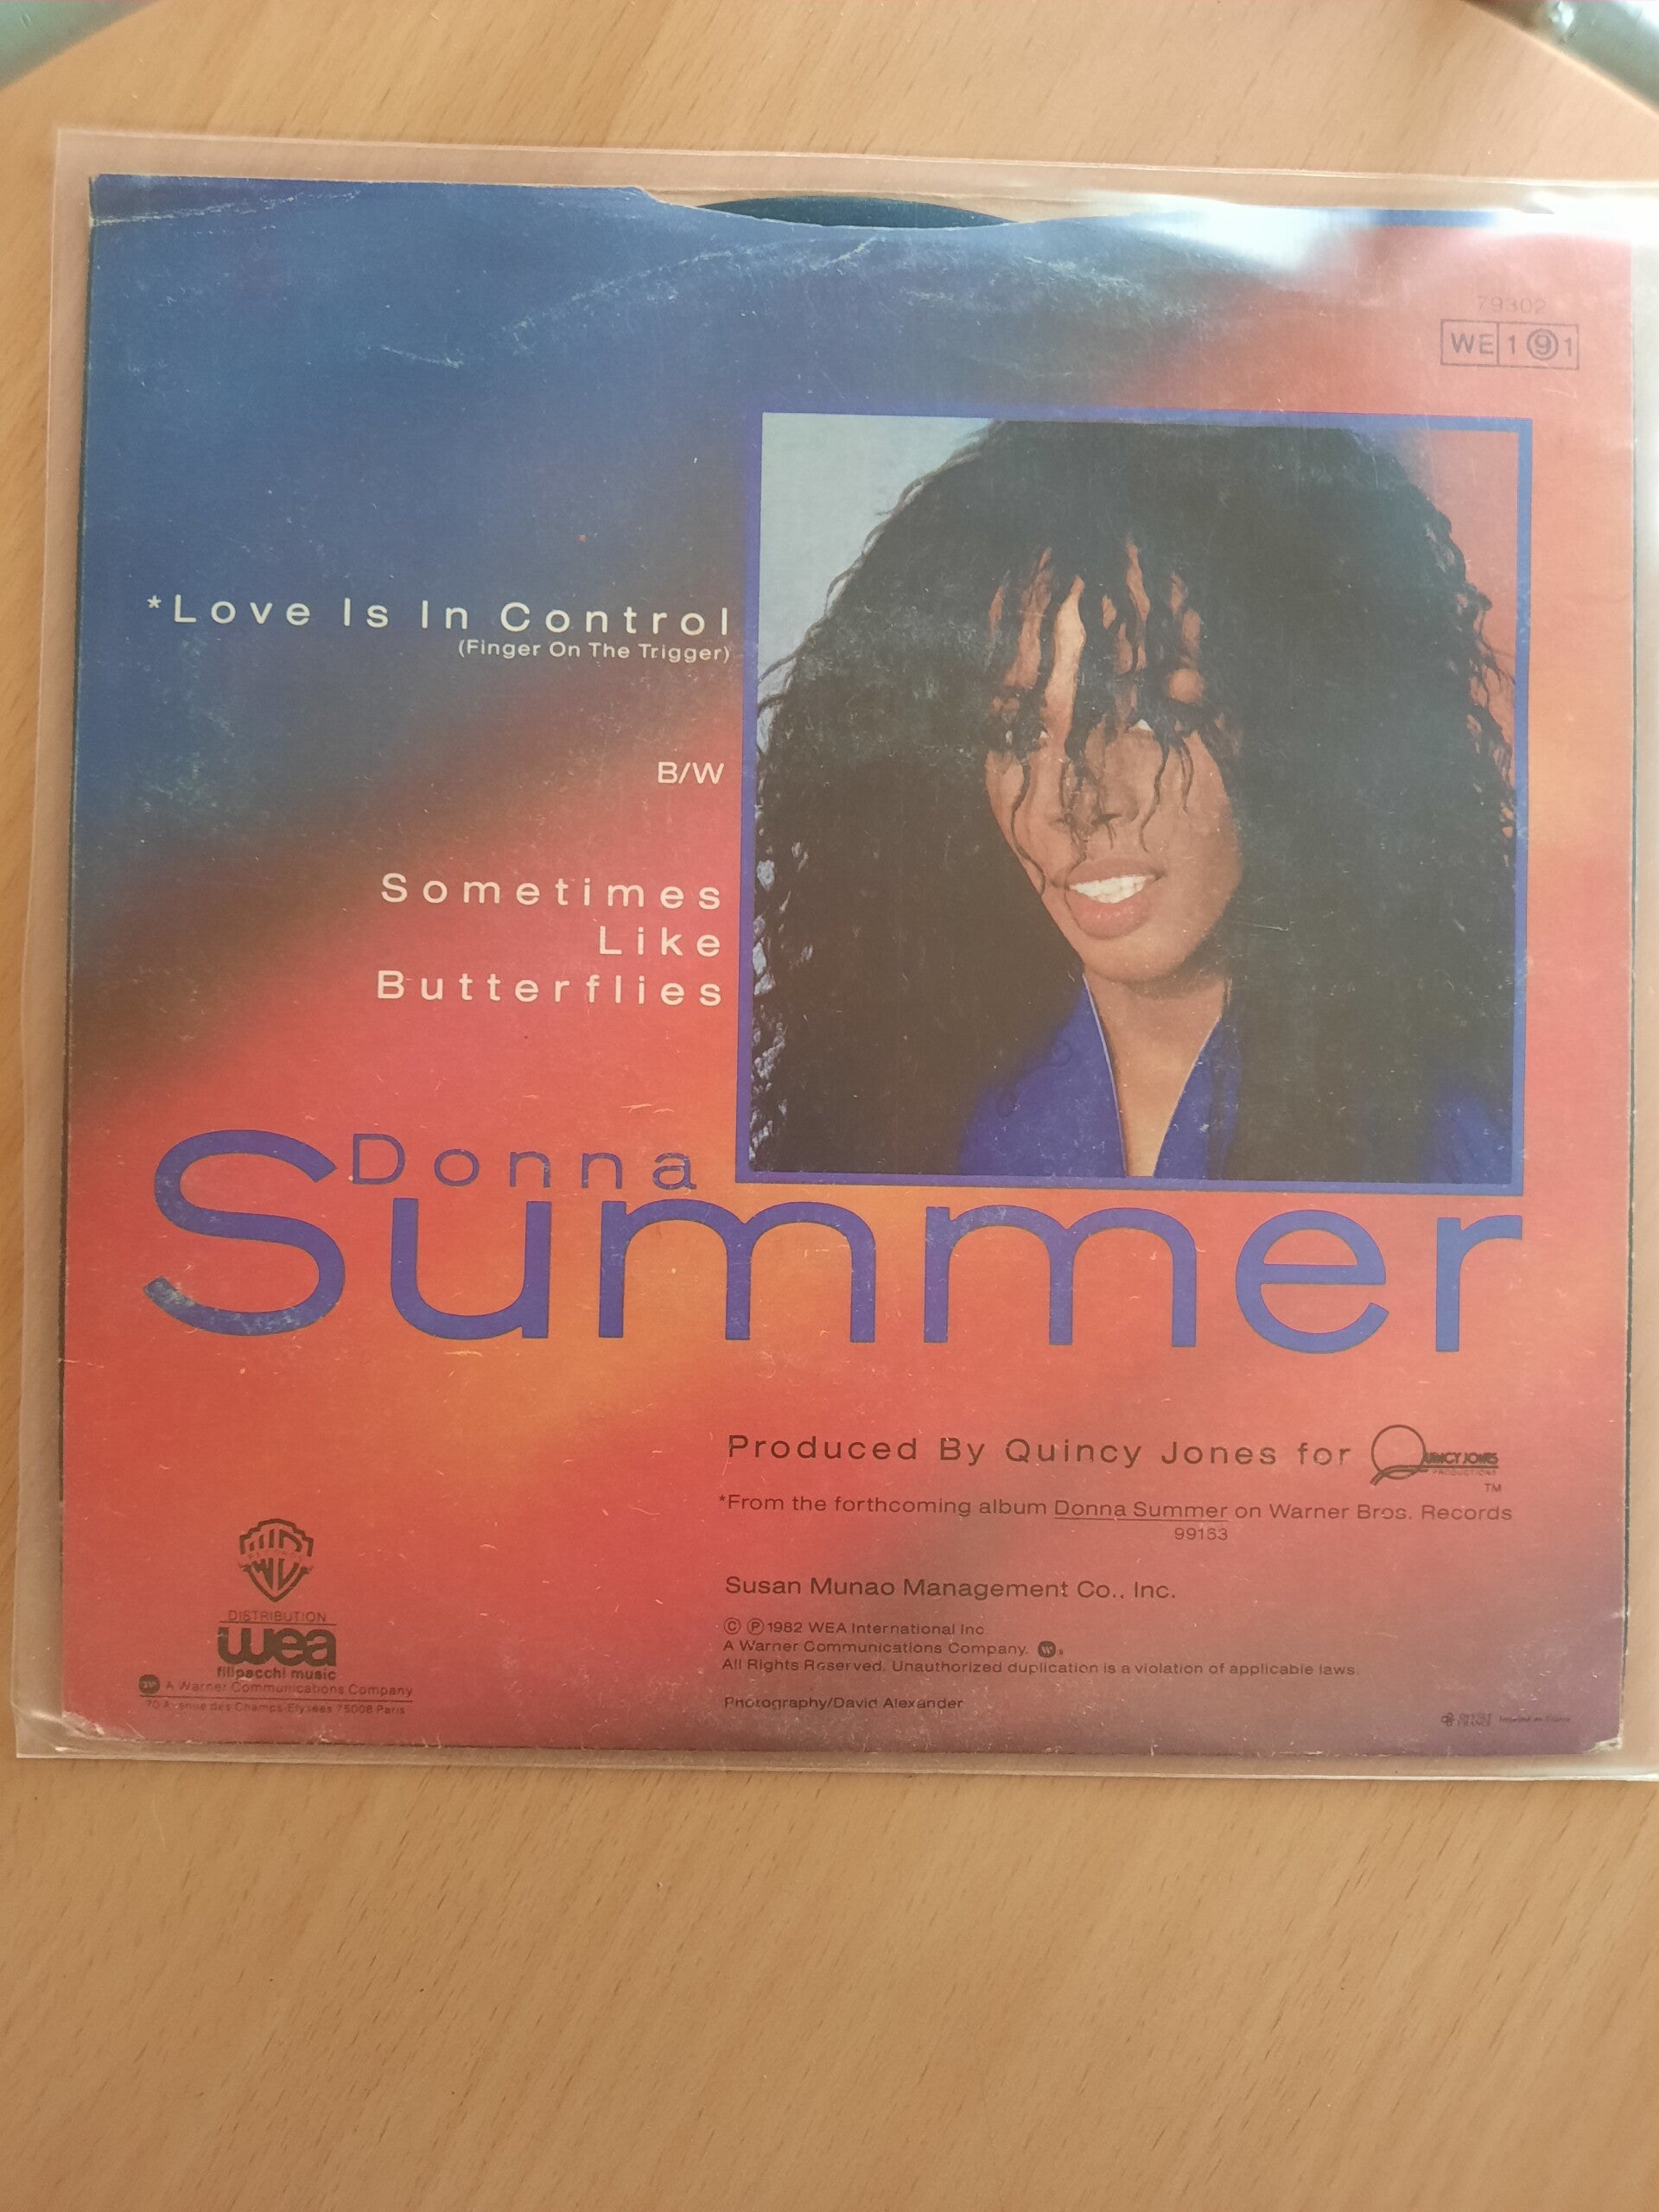 79302
WE 1 9 1
*Love Is In Control
(Finger On The Trigger)
B/W
Sometimes
Like
Butterflies
Donna
Summer
Produced By Quincy Jones for QUINCY JONES
PRODUCTIONS
TM
*From the forthcoming album Donna Summer on Warner Bros. Records
99163
Susan Munao Management Co., Inc.
© ℗ 1982 WEA International Inc.
A Warner Communications Company.
All Rights Reserved. Unauthorized duplication is a violation of applicable laws.
Photography/David Alexander
DISTRIBUTION
wea
filipacchi music
A Warner Communications Company
70 Avenue des Champs-Elysées 75008 Paris